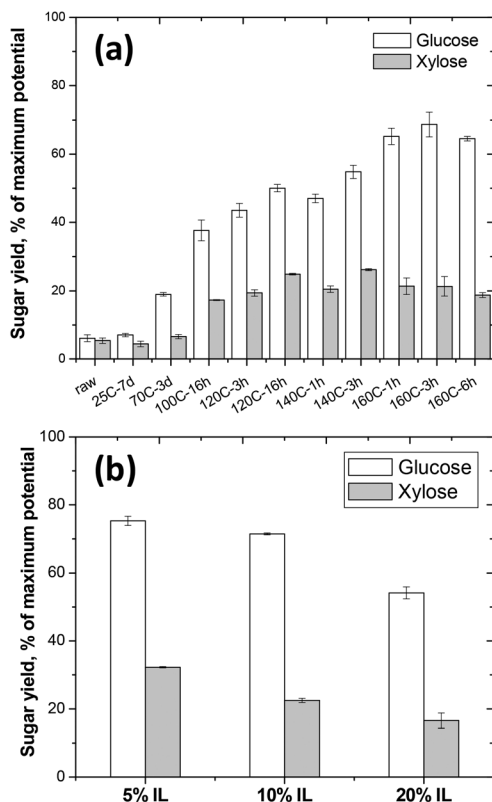 (a)
Glucose
Xylose
Sugar yield, % of maximum potential
100
80
60
40
20
0
raw
25C-7d
70C-3d
100C-16h
120C-3h
120C-16h
140C-1h
140C-3h
160C-1h
160C-3h
160C-6h
(b)
Glucose
Xylose
Sugar yield, % of maximum potential
100
80
60
40
20
0
5% IL 10% IL 20% IL